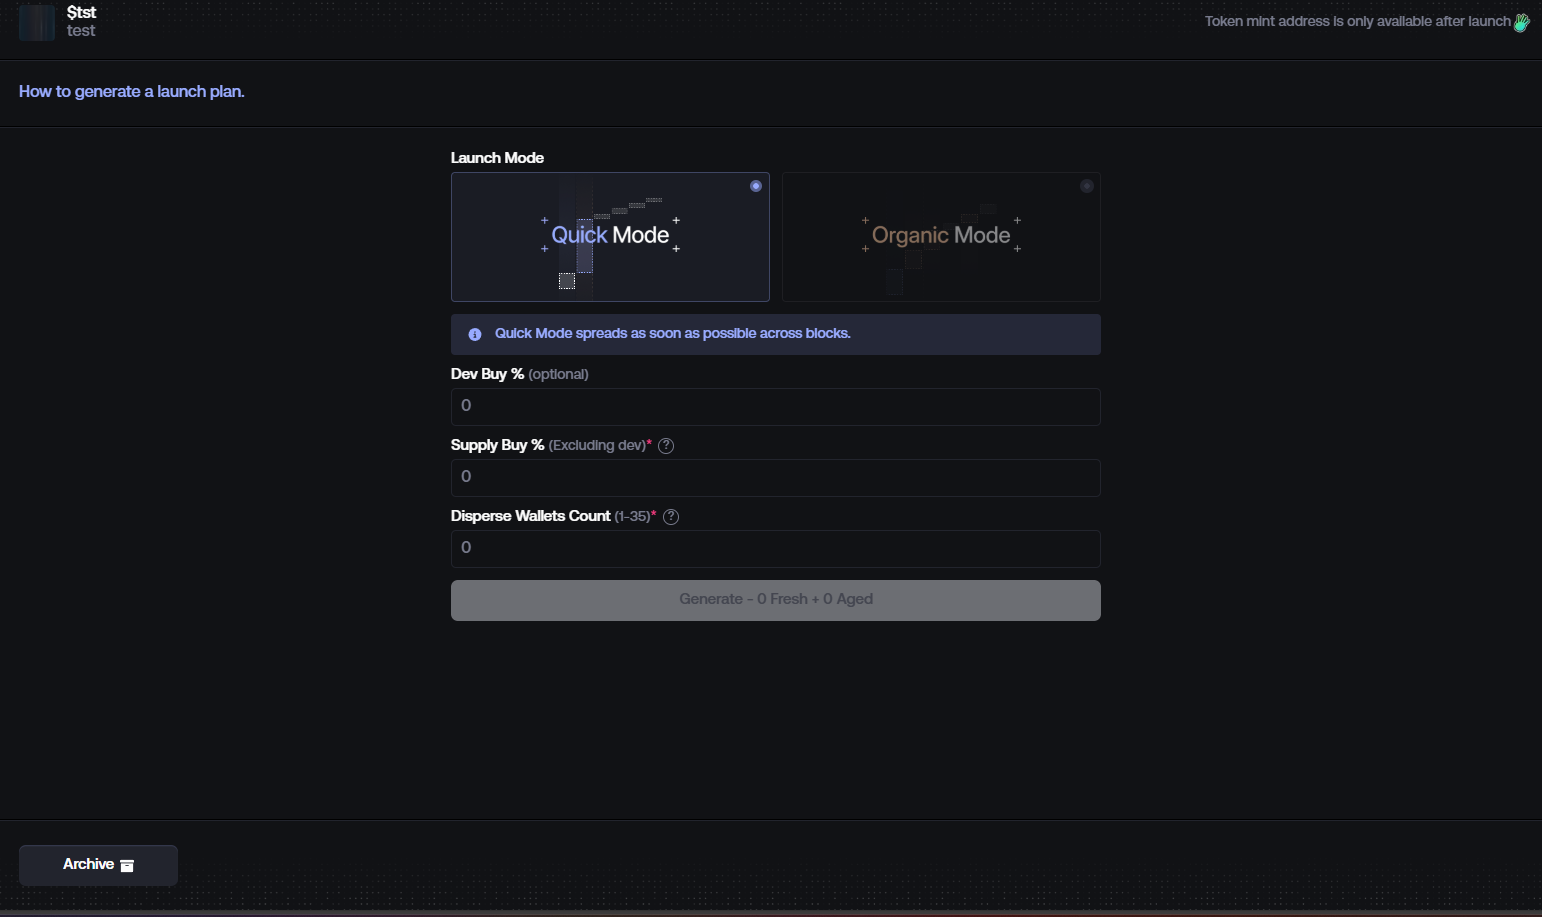 $tst
test
Token mint address is only available after launch
How to generate a launch plan.
Launch Mode
Quick Mode
Organic Mode
Quick Mode spreads as soon as possible across blocks.
Dev Buy % (optional)
0
Supply Buy % (Excluding dev)* ?
0
Disperse Wallets Count (1-35)* ?
0
Generate - 0 Fresh + 0 Aged
Archive